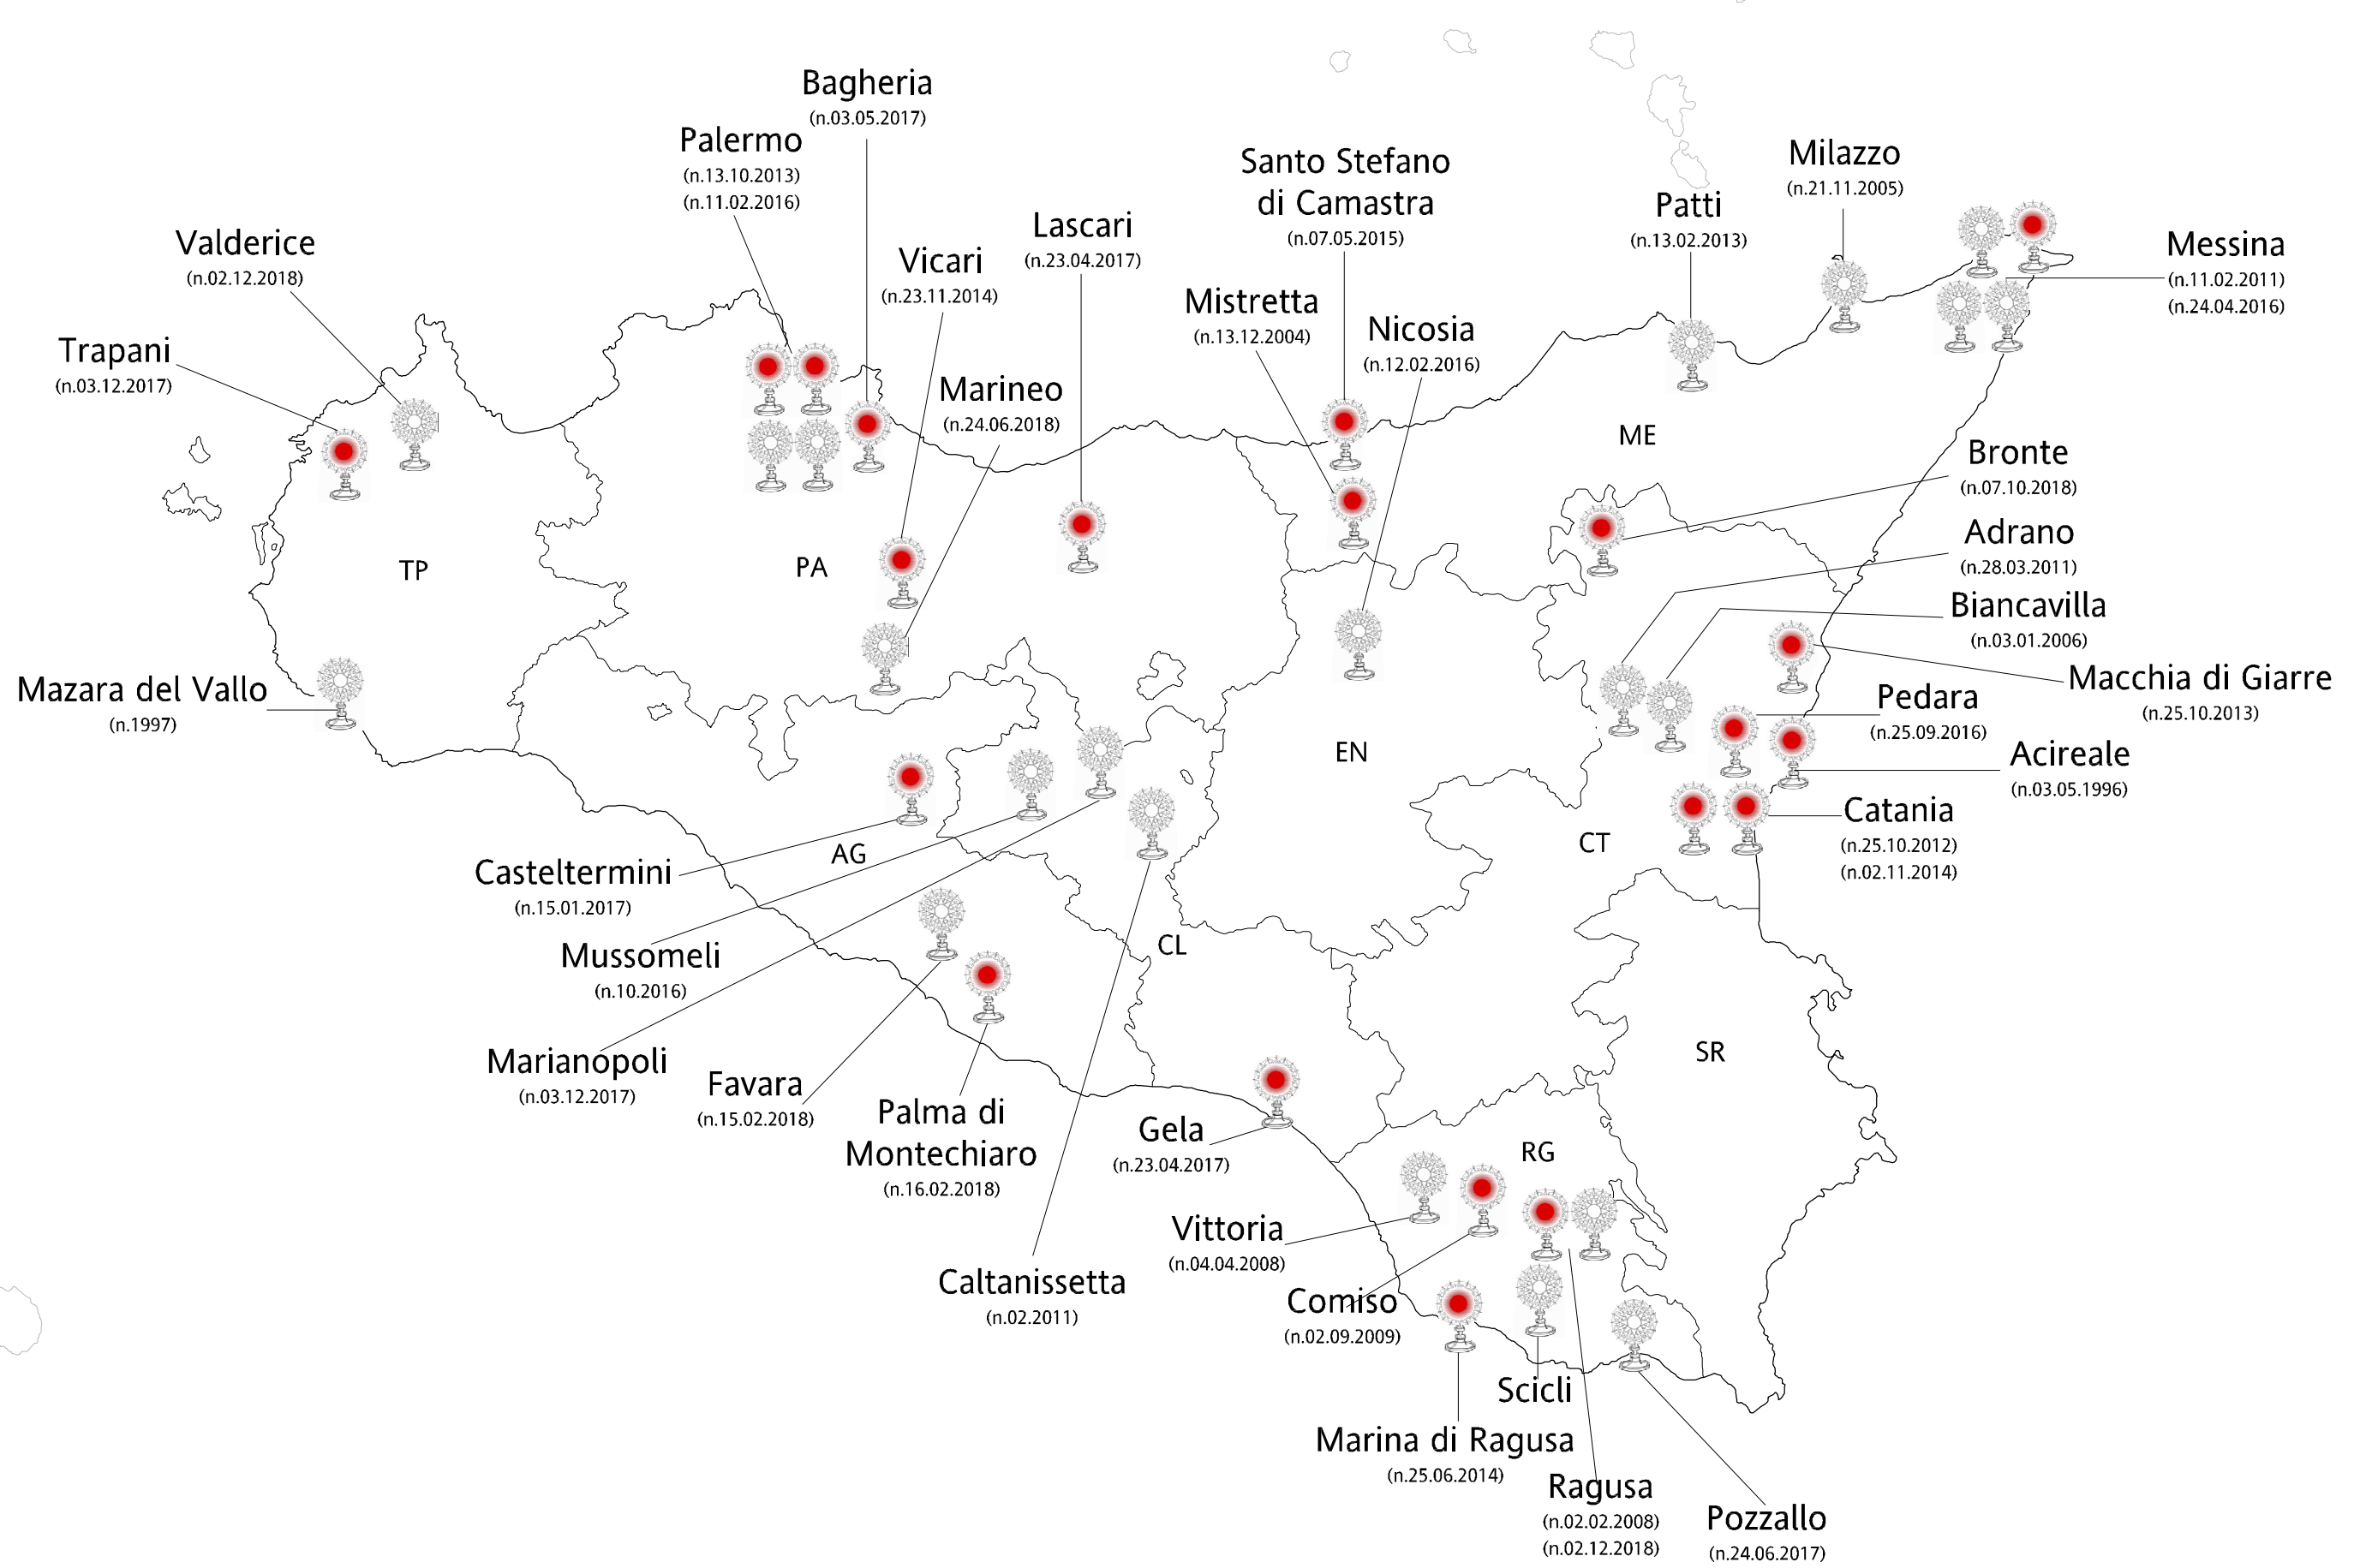 Bagheria
(n.03.05.2017)
Palermo
(n.13.10.2013)
(n.11.02.2016)
Santo Stefano
di Camastra
(n.07.05.2015)
Milazzo
(n.21.11.2005)
Patti
(n.13.02.2013)
Lascari
(n.23.04.2017)
Valderice
(n.02.12.2018)
Vicari
(n.23.11.2014)
Messina
(n.11.02.2011)
(n.24.04.2016)
Mistretta
(n.13.12.2004)
Nicosia
(n.12.02.2016)
Trapani
(n.03.12.2017)
Marineo
(n.24.06.2018)
ME
Bronte
(n.07.10.2018)
Adrano
(n.28.03.2011)
TP
PA
Biancavilla
(n.03.01.2006)
Mazara del Vallo
(n.1997)
Macchia di Giarre
(n.25.10.2013)
Pedara
(n.25.09.2016)
EN
Acireale
(n.03.05.1996)
Catania
(n.25.10.2012)
(n.02.11.2014)
CT
AG
Casteltermini
(n.15.01.2017)
CL
Mussomeli
(n.10.2016)
Marianopoli
(n.03.12.2017)
SR
Favara
(n.15.02.2018)
Palma di
Montechiaro
(n.16.02.2018)
Gela
(n.23.04.2017)
RG
Vittoria
(n.04.04.2008)
Caltanissetta
(n.02.2011)
Comiso
(n.02.09.2009)
Scicli
Marina di Ragusa
(n.25.06.2014)
Ragusa
(n.02.02.2008)
(n.02.12.2018)
Pozzallo
(n.24.06.2017)